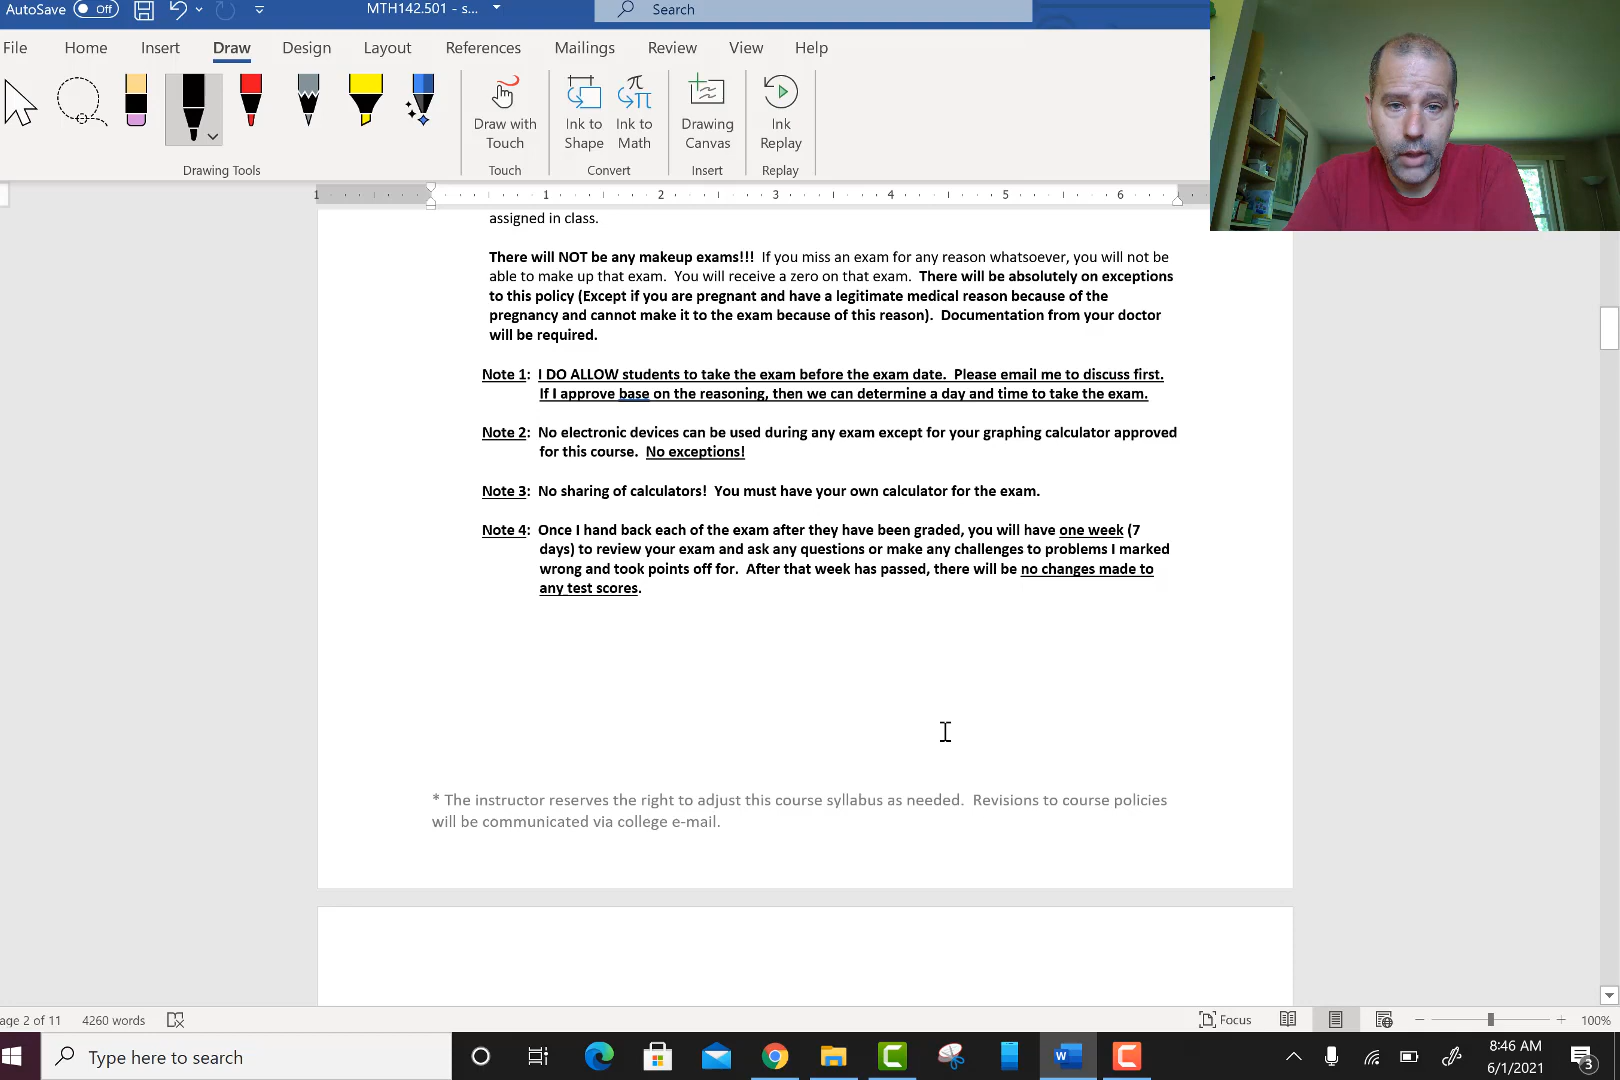 AutoSave Off MTH142.501 - s... Search
File Home Insert Draw Design Layout References Mailings Review View Help
Draw with Touch
Ink to Shape
Ink to Math
Drawing Canvas
Ink Replay
Drawing Tools Touch Convert Insert Replay
1 1 2 3 4 5 6
assigned in class.
There will NOT be any makeup exams!!! If you miss an exam for any reason whatsoever, you will not be
able to make up that exam. You will receive a zero on that exam. There will be absolutely on exceptions
to this policy (Except if you are pregnant and have a legitimate medical reason because of the
pregnancy and cannot make it to the exam because of this reason). Documentation from your doctor
will be required.
Note 1: I DO ALLOW students to take the exam before the exam date. Please email me to discuss first.
If I approve base on the reasoning, then we can determine a day and time to take the exam.
Note 2: No electronic devices can be used during any exam except for your graphing calculator approved
for this course. No exceptions!
Note 3: No sharing of calculators! You must have your own calculator for the exam.
Note 4: Once I hand back each of the exam after they have been graded, you will have one week (7
days) to review your exam and ask any questions or make any challenges to problems I marked
wrong and took points off for. After that week has passed, there will be no changes made to
any test scores.
* The instructor reserves the right to adjust this course syllabus as needed. Revisions to course policies
will be communicated via college e-mail.
age 2 of 11 4260 words Focus 100%
Type here to search 8:46 AM
6/1/2021 3